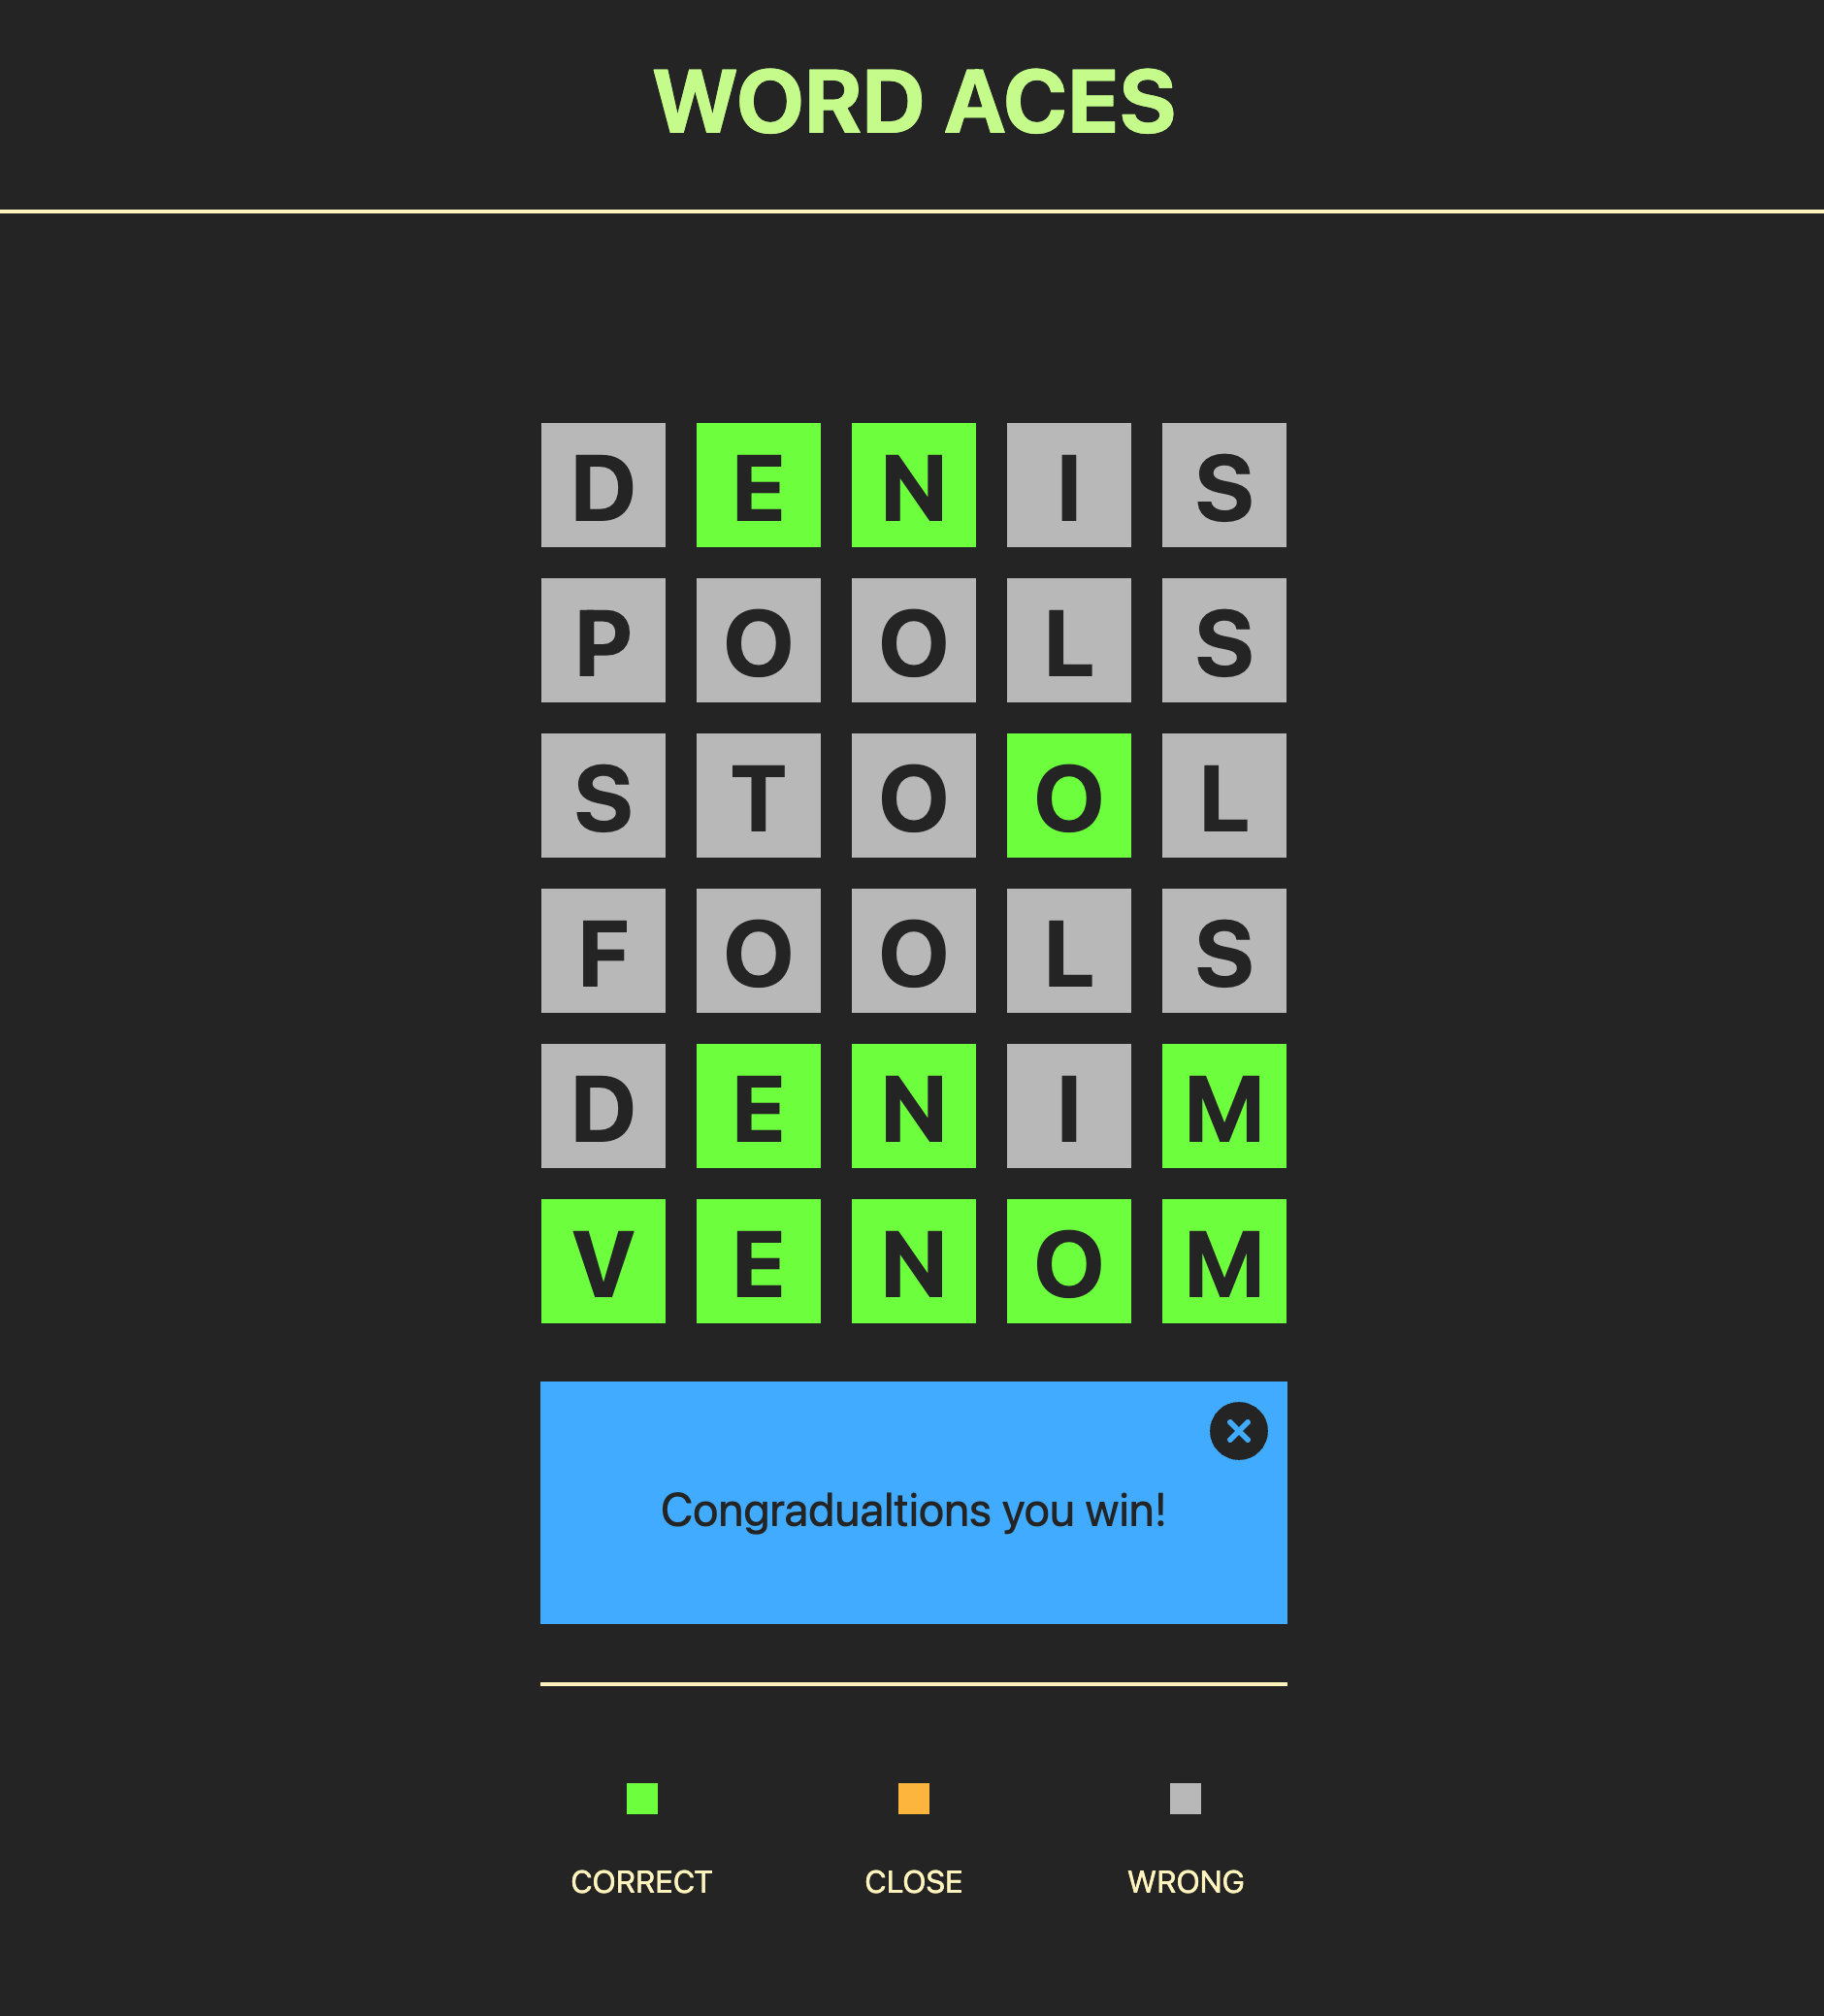 WORD ACES
D E N I S
P O O L S
S T O O L
F O O L S
D E N I M
V E N O M
Congradualtions you win!
CORRECT CLOSE WRONG